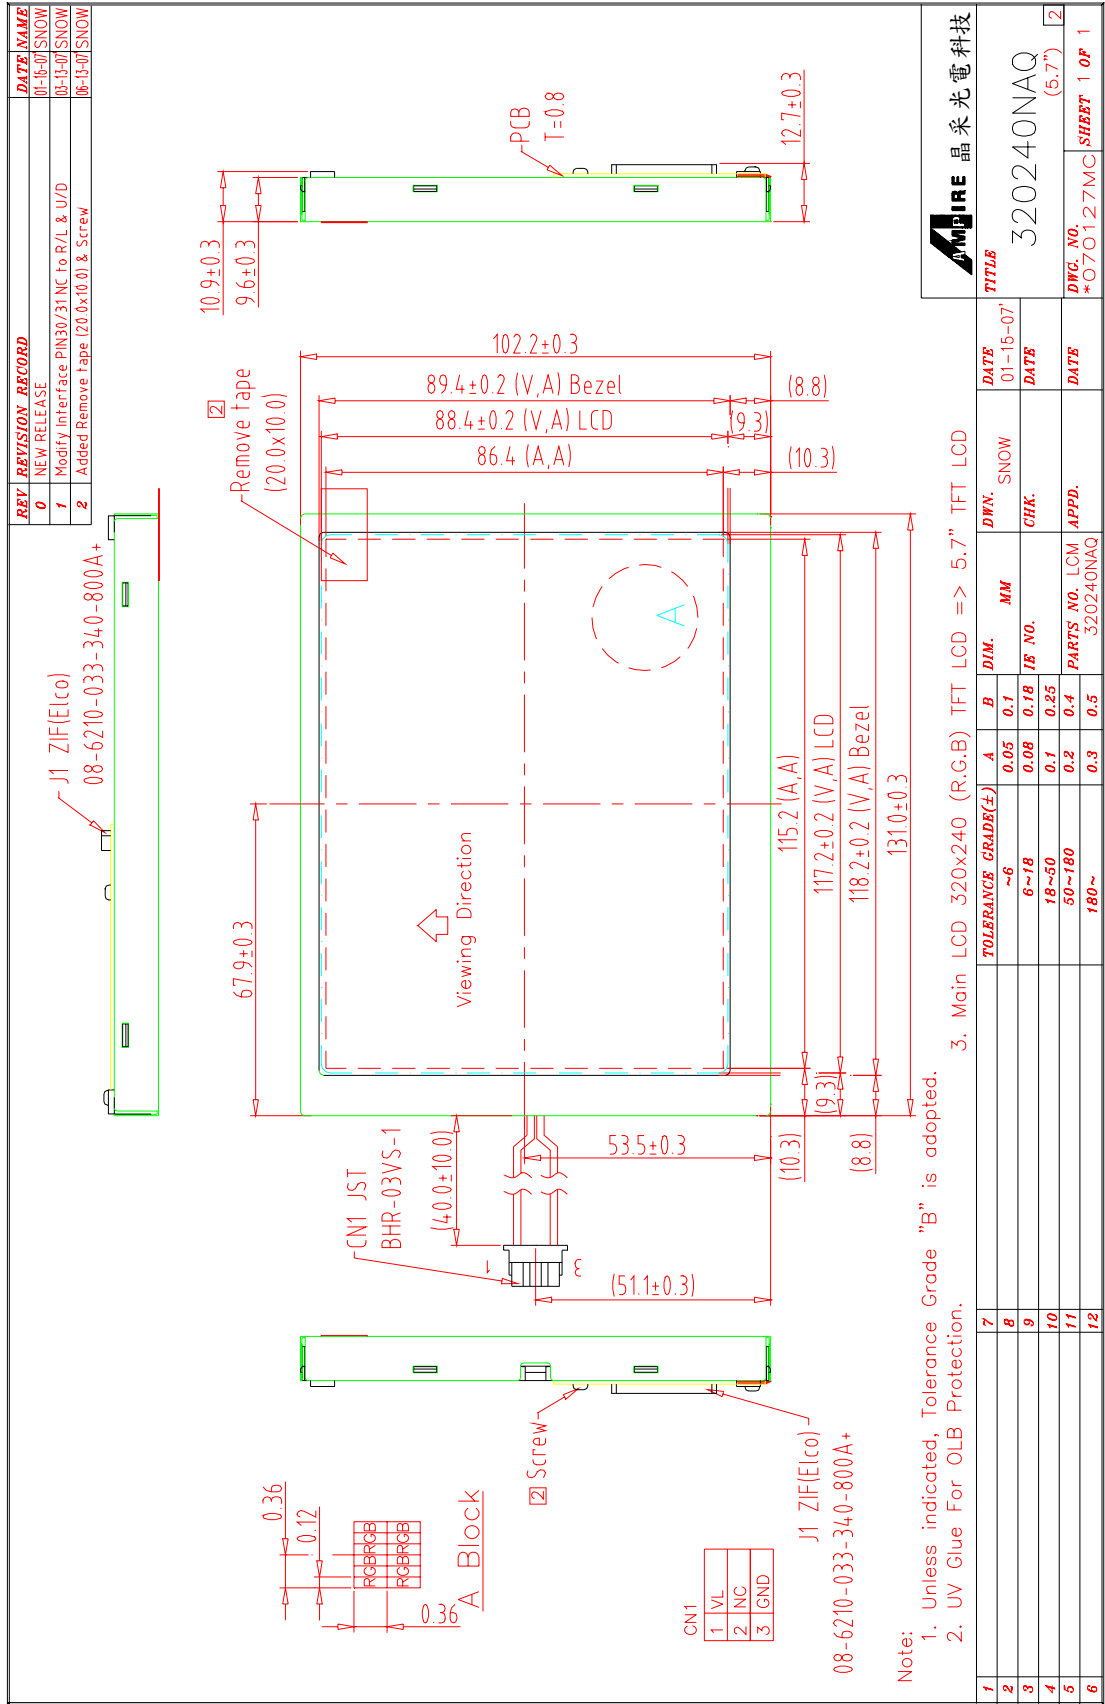 REV REVISION RECORD DATE NAME
0 NEW RELEASE 01-16-07 SNOW
1 Modify Interface PIN30/31 NC to R/L & U/D 03-13-07 SNOW
2 Added Remove tape (20.0x10.0) & Screw 06-13-07 SNOW
J1 ZIF(Elco)
08-6210-033-340-800A+
2
Remove tape
(20.0x10.0)
10.9±0.3
9.6±0.3
PCB
T=0.8
12.7±0.3
102.2±0.3
89.4±0.2 (V,A) Bezel
(8.8)
88.4±0.2 (V,A) LCD
(9.3)
86.4 (A,A)
(10.3)
67.9±0.3
Viewing Direction
A
115.2 (A,A)
117.2±0.2 (V,A) LCD
118.2±0.2 (V,A) Bezel
131.0±0.3
(10.3)
(9.3)
(8.8)
CN1 JST
BHR-03VS-1
(40.0±10.0)
53.5±0.3
(51.1±0.3)
1
3
2 Screw
J1 ZIF(Elco)
08-6210-033-340-800A+
0.36
0.12
RGBRGB
RGBRGB
0.36
A Block
CN1
1 VL
2 NC
3 GND
Note:
1. Unless indicated, Tolerance Grade "B" is adopted.
2. UV Glue For OLB Protection.
3. Main LCD 320x240 (R.G.B) TFT LCD => 5.7" TFT LCD
1 7
2 8
3 9
4 10
5 11
6 12
TOLERANCE GRADE(±) A B
~6 0.05 0.1
6~18 0.08 0.18
18~50 0.1 0.25
50~180 0.2 0.4
180~ 0.3 0.5
DIM. MM
IE NO.
PARTS NO. LCM
320240NAQ
DWN. SNOW
CHK.
APPD.
DATE 01-15-07'
DATE
DATE
AMPIRE 晶采光電科技
TITLE
320240NAQ
(5.7")
2
DWG. NO.
*070127MC
SHEET 1 OF 1